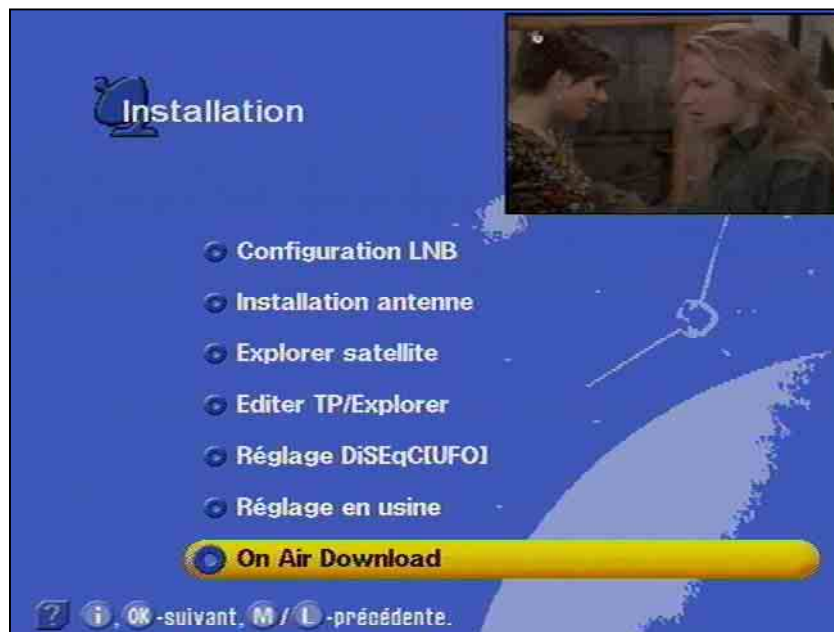 Installation
Configuration LNB
Installation antenne
Explorer satellite
Editer TP/Explorer
Réglage DiSEqC[UFO]
Réglage en usine
On Air Download
? i, OK -suivant, M / L -précédente.